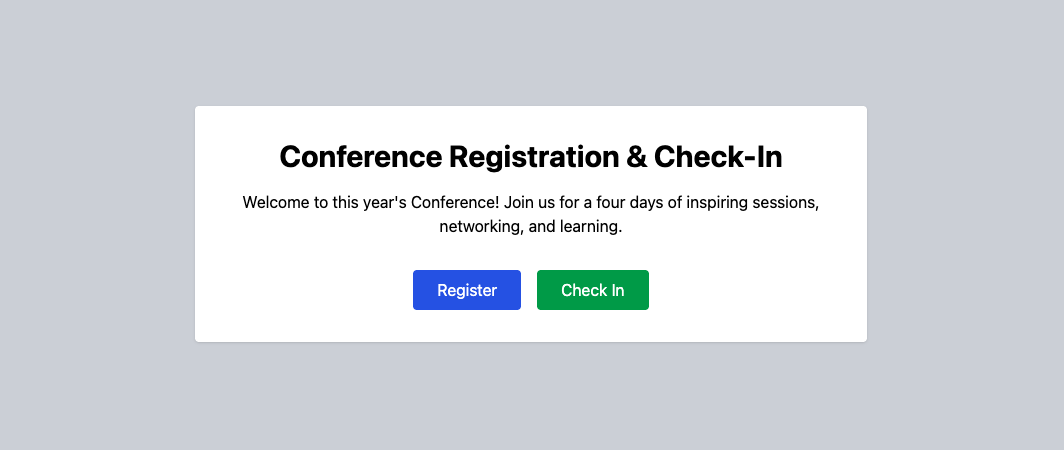 Conference Registration & Check-In
Welcome to this year's Conference! Join us for a four days of inspiring sessions,
networking, and learning.
Register
Check In